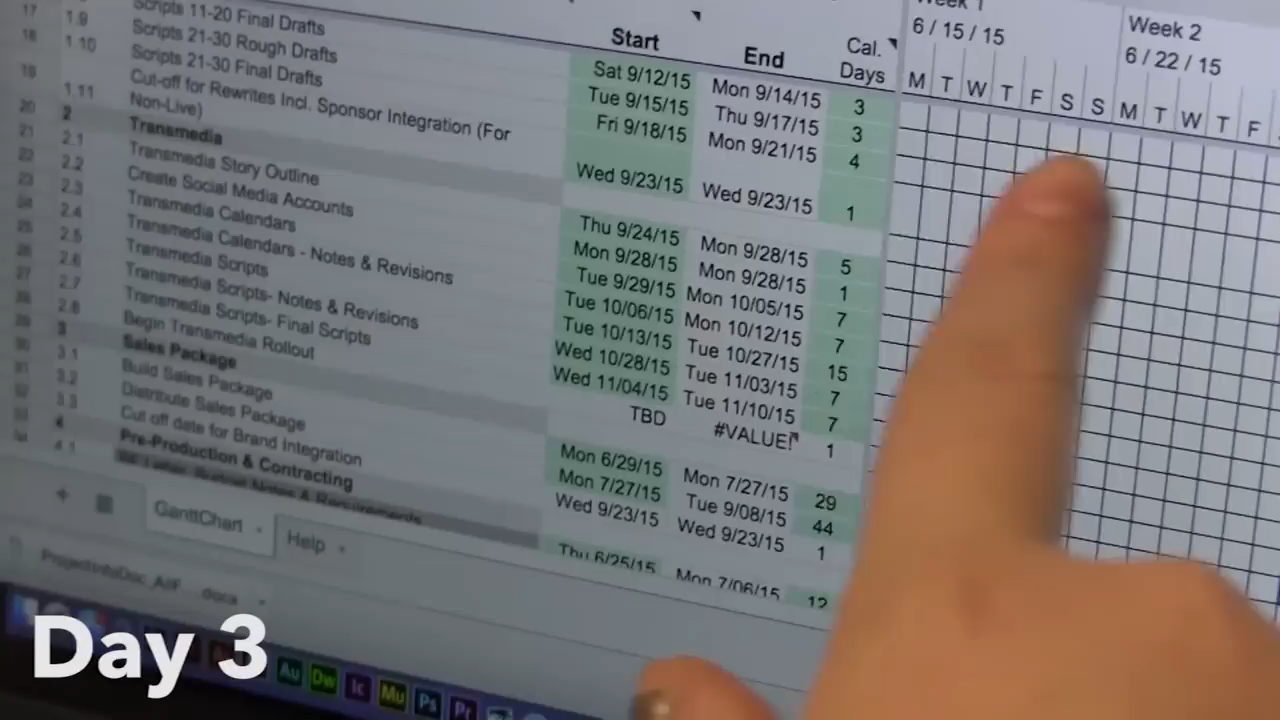 Week 1
Week 2
6 / 15 / 15
6 / 22 / 15
Start
End
Cal. Days
M T W T F S S M T W T F
17 1.9 Scripts 11-20 Final Drafts Sat 9/12/15 Mon 9/14/15 3
18 1.10 Scripts 21-30 Rough Drafts Tue 9/15/15 Thu 9/17/15 3
19 Scripts 21-30 Final Drafts Fri 9/18/15 Mon 9/21/15 4
Cut-off for Rewrites Incl. Sponsor Integration (For
20 1.11 Non-Live) Wed 9/23/15 Wed 9/23/15 1
21 2 Transmedia
22 2.1 Transmedia Story Outline Thu 9/24/15 Mon 9/28/15 5
23 2.2 Create Social Media Accounts Mon 9/28/15 Mon 9/28/15 1
24 2.3 Transmedia Calendars Tue 9/29/15 Mon 10/05/15 7
25 2.4 Transmedia Calendars - Notes & Revisions Tue 10/06/15 Mon 10/12/15 7
26 2.5 Transmedia Scripts Tue 10/13/15 Tue 10/27/15 15
27 2.6 Transmedia Scripts- Notes & Revisions Wed 10/28/15 Tue 11/03/15 7
28 2.7 Transmedia Scripts- Final Scripts Wed 11/04/15 Tue 11/10/15 7
29 2.8 Begin Transmedia Rollout TBD #VALUE! 1
30 3 Sales Package
31 3.1 Build Sales Package Mon 6/29/15 Mon 7/27/15 29
32 3.2 Distribute Sales Package Mon 7/27/15 Tue 9/08/15 44
33 3.3 Cut off date for Brand Integration Wed 9/23/15 Wed 9/23/15 1
34 4 Pre-Production & Contracting
4.1 Thu 6/25/15 Mon 7/06/15 12
+ GanttChart Help
Day 3
Au Dw Ic Mu Ps Pr